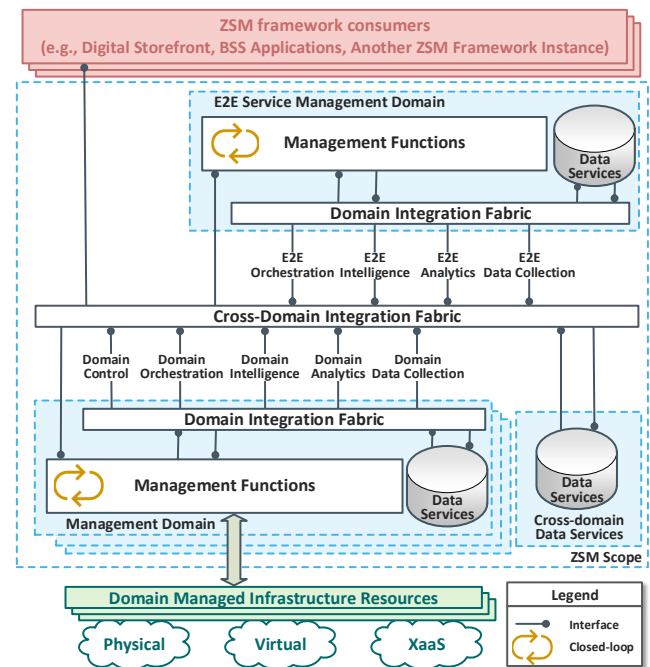 ZSM framework consumers
(e.g., Digital Storefront, BSS Applications, Another ZSM Framework Instance)
E2E Service Management Domain
Management Functions
Data
Services
Domain Integration Fabric
E2E
Orchestration
E2E
Intelligence
E2E
Analytics
E2E
Data Collection
Cross-Domain Integration Fabric
Domain
Control
Domain
Orchestration
Domain
Intelligence
Domain
Analytics
Domain
Data Collection
Domain Integration Fabric
Management Functions
Data
Services
Management Domain
Data
Services
Cross-domain
Data Services
ZSM Scope
Domain Managed Infrastructure Resources
Physical
Virtual
XaaS
Legend
Interface
Closed-loop